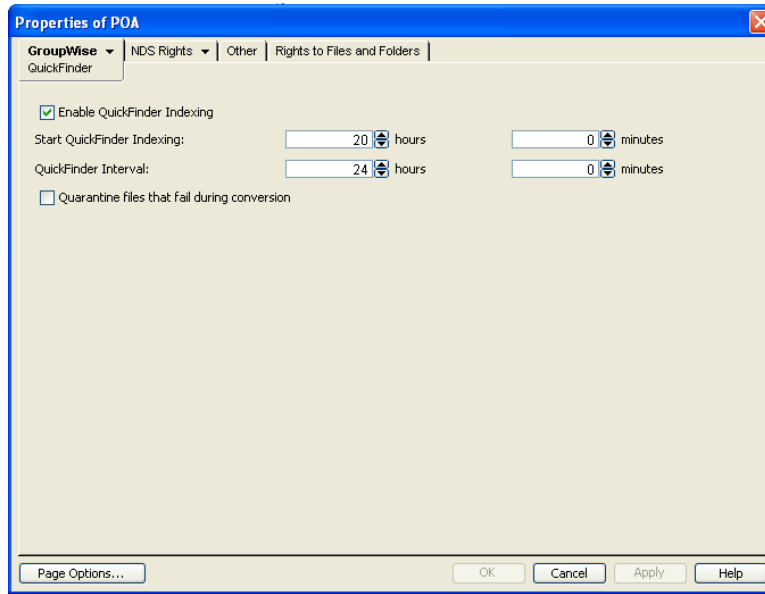 Properties of POA
GroupWise NDS Rights Other Rights to Files and Folders
QuickFinder
Enable QuickFinder Indexing
Start QuickFinder Indexing: 20 hours 0 minutes
QuickFinder Interval: 24 hours 0 minutes
Quarantine files that fail during conversion
Page Options... OK Cancel Apply Help